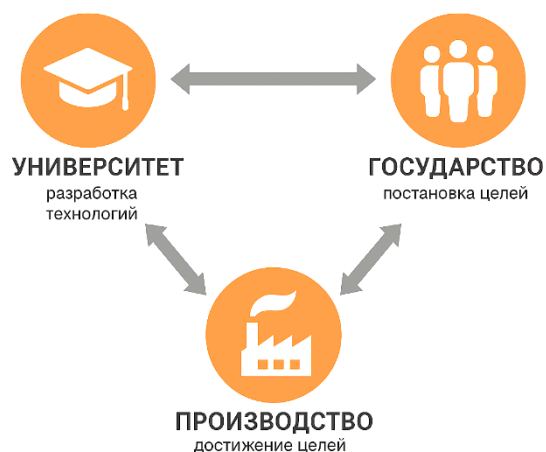 УНИВЕРСИТЕТ
разработка
технологий
ГОСУДАРСТВО
постановка целей
ПРОИЗВОДСТВО
достижение целей